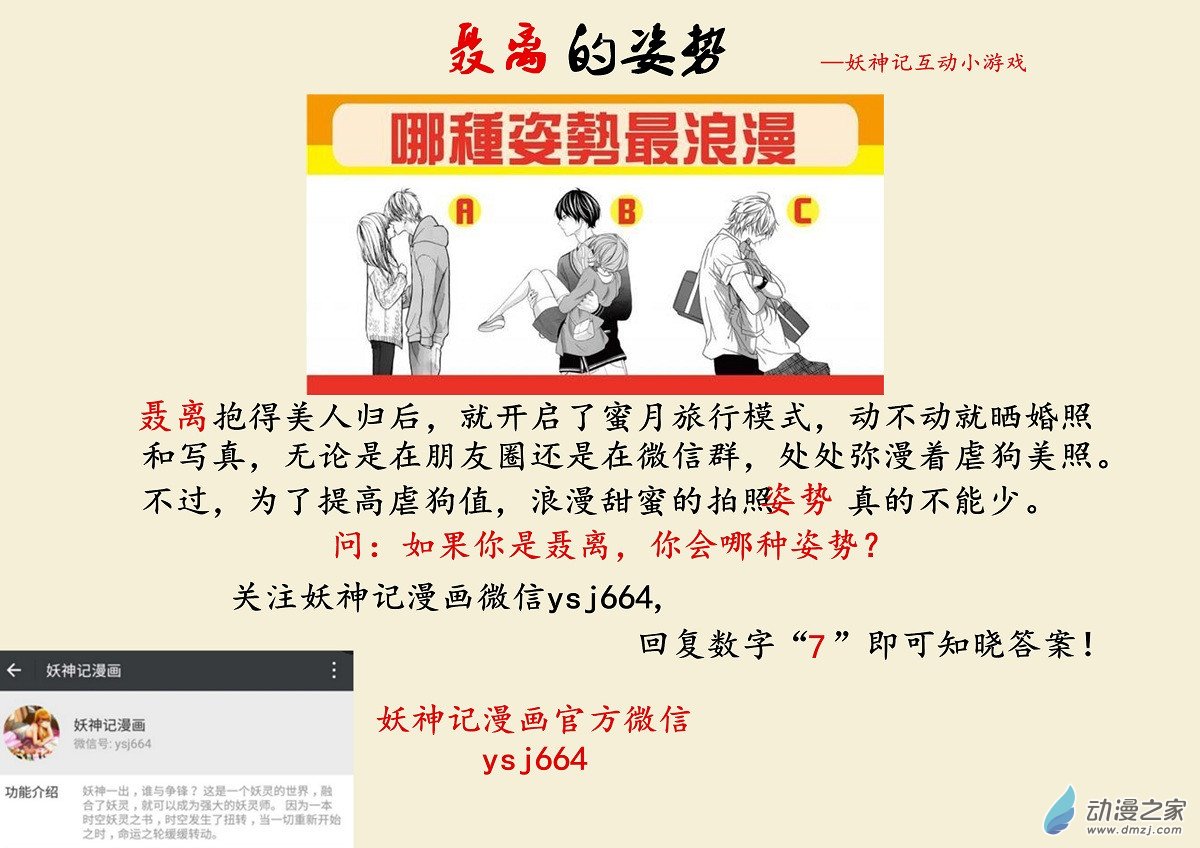 聂离的姿势 —妖神记互动小游戏
哪種姿勢最浪漫
A B C
聂离抱得美人归后，就开启了蜜月旅行模式，动不动就晒婚照
和写真，无论是在朋友圈还是在微信群，处处弥漫着虐狗美照。
不过，为了提高虐狗值，浪漫甜蜜的拍照姿势 真的不能少。
问：如果你是聂离，你会哪种姿势？
关注妖神记漫画微信ysj664，
回复数字“7”即可知晓答案！
妖神记漫画
妖神记漫画
微信号: ysj664
功能介绍 妖神一出，谁与争锋？这是一个妖灵的世界，融
合了妖灵，就可以成为强大的妖灵师。 因为一本
时空妖灵之书，时空发生了扭转，当一切重新开始
之时，命运之轮缓缓转动。
妖神记漫画官方微信
ysj664
动漫之家
www.dmzj.com